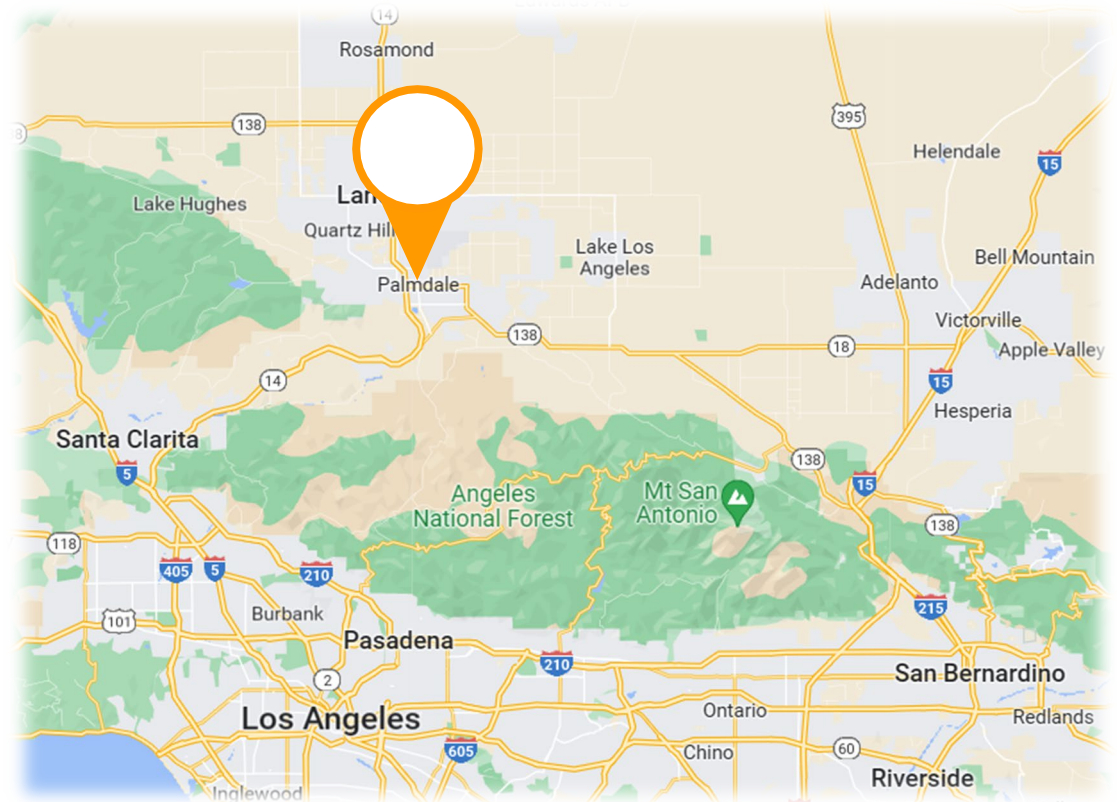 14
Rosamond
138
395
Helendale
15
Lake Hughes
Lan
Quartz Hill
Lake Los
Angeles
Bell Mountain
Palmdale
Adelanto
Victorville
138
18
Apple Valley
14
15
Hesperia
Santa Clarita
138
5
15
Angeles
National Forest
Mt San
Antonio
138
118
405
5
210
215
Burbank
101
Pasadena
210
San Bernardino
2
Los Angeles
Ontario
Redlands
605
Chino
60
Riverside
Inglewood